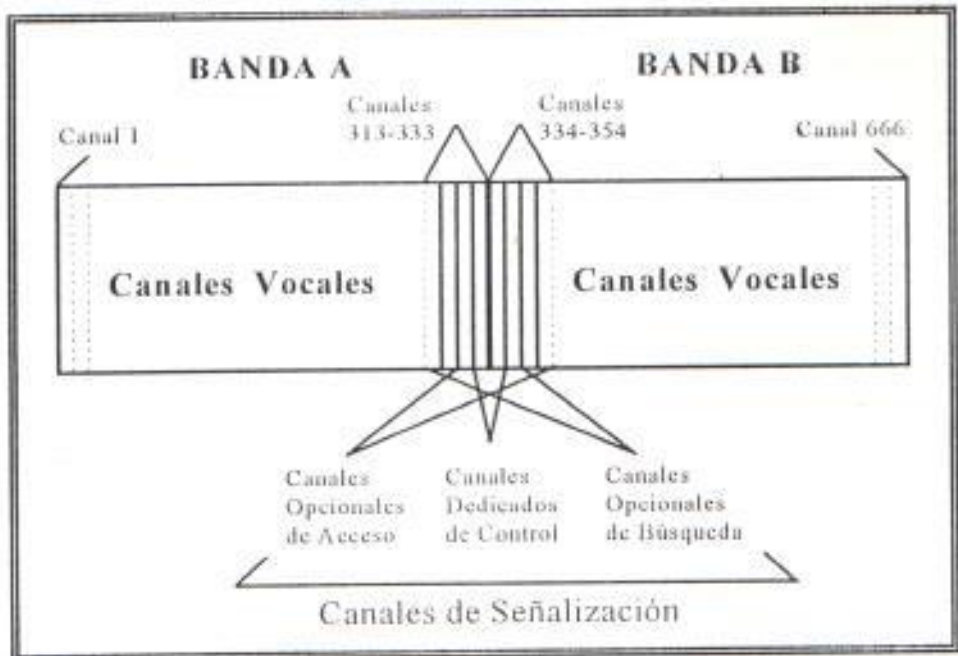 BANDA A
BANDA B
Canales
313-333
Canales
334-354
Canal 1
Canal 666
Canales Vocales
Canales Vocales
Canales
Opcionales
de Acceso
Canales
Dedicados
de Control
Canales
Opcionales
de Búsqueda
Canales de Señalización